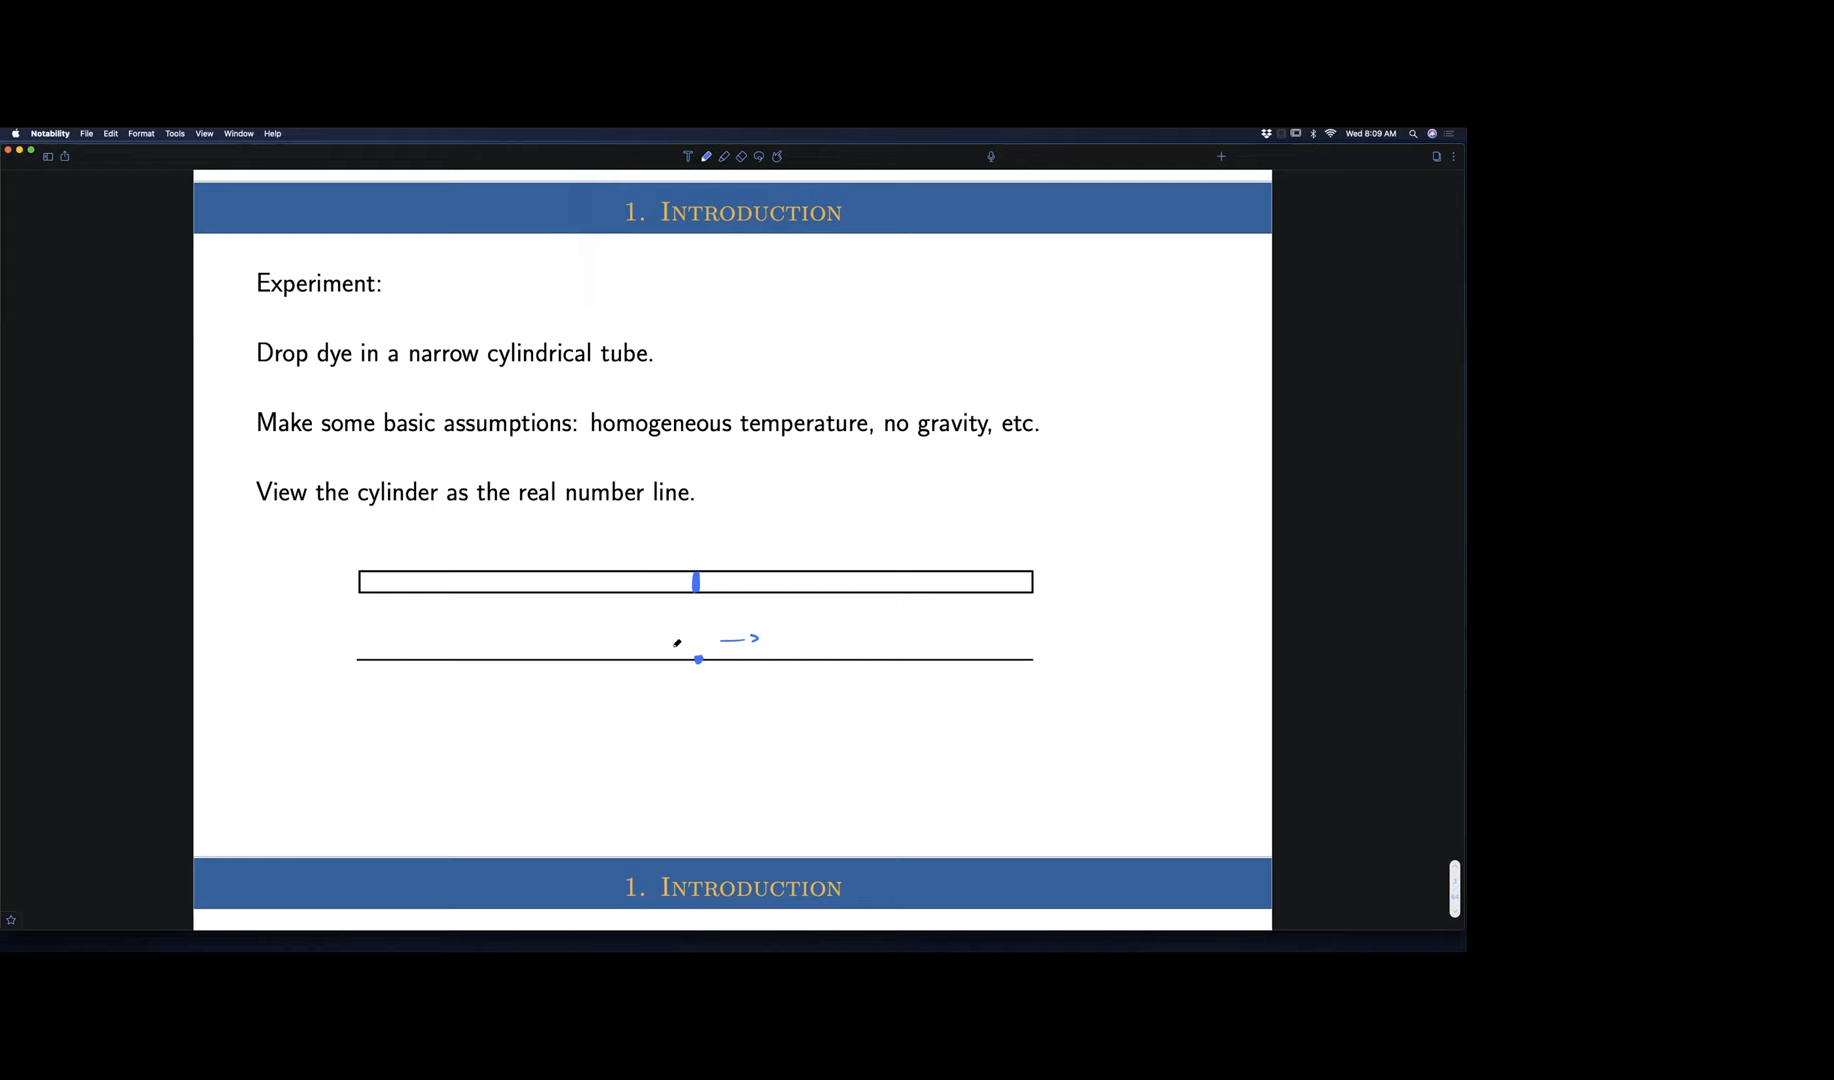 Notability File Edit Format Tools View Window Help Wed 8:09 AM
1. Introduction
Experiment:
Drop dye in a narrow cylindrical tube.
Make some basic assumptions: homogeneous temperature, no gravity, etc.
View the cylinder as the real number line.
1. Introduction